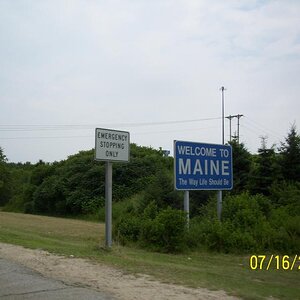 EMERGENCY
STOPPING
ONLY
WELCOME TO
MAINE
The Way Life Should Be
07/16/2